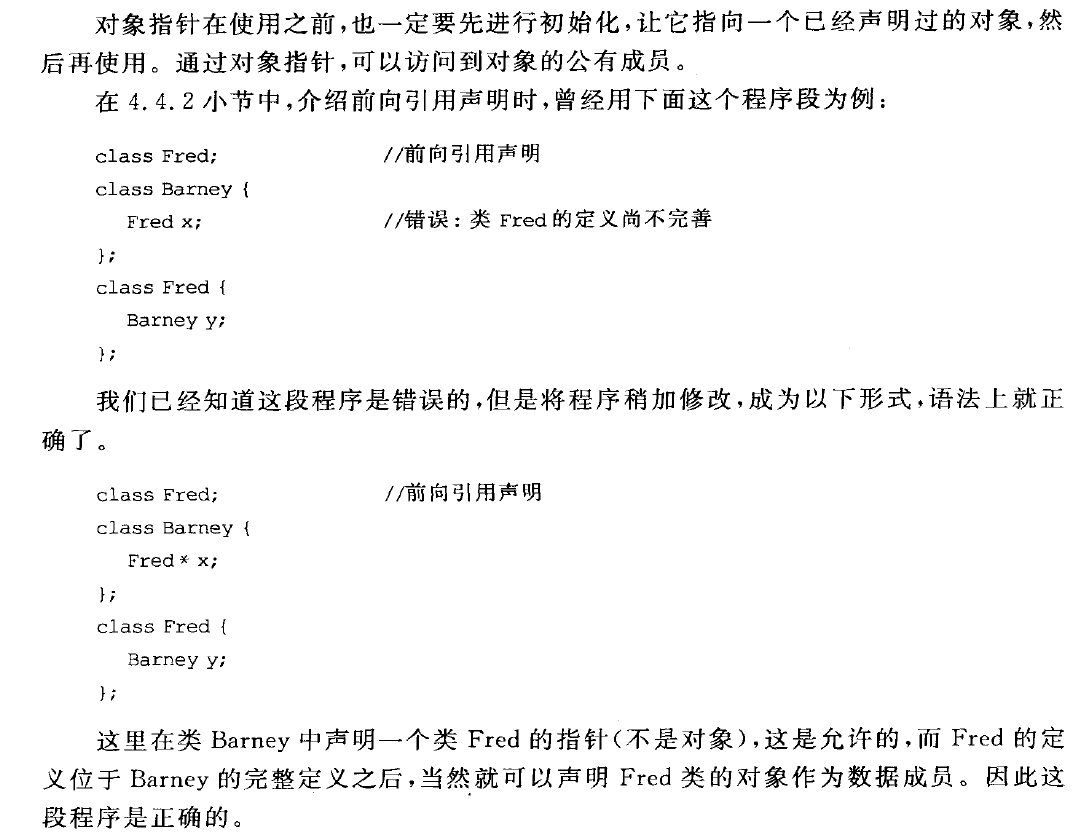 对象指针在使用之前,也一定要先进行初始化,让它指向一个已经声明过的对象,然
后再使用。通过对象指针,可以访问到对象的公有成员。
在 4.4.2 小节中,介绍前向引用声明时,曾经用下面这个程序段为例:
class Fred; //前向引用声明
class Barney {
Fred x; //错误:类 Fred 的定义尚不完善
};
class Fred {
Barney y;
};
我们已经知道这段程序是错误的,但是将程序稍加修改,成为以下形式,语法上就正
确了。
class Fred; //前向引用声明
class Barney {
Fred * x;
};
class Fred {
Barney y;
};
这里在类 Barney 中声明一个类 Fred 的指针(不是对象),这是允许的,而 Fred 的定
义位于 Barney 的完整定义之后,当然就可以声明 Fred 类的对象作为数据成员。因此这
段程序是正确的。